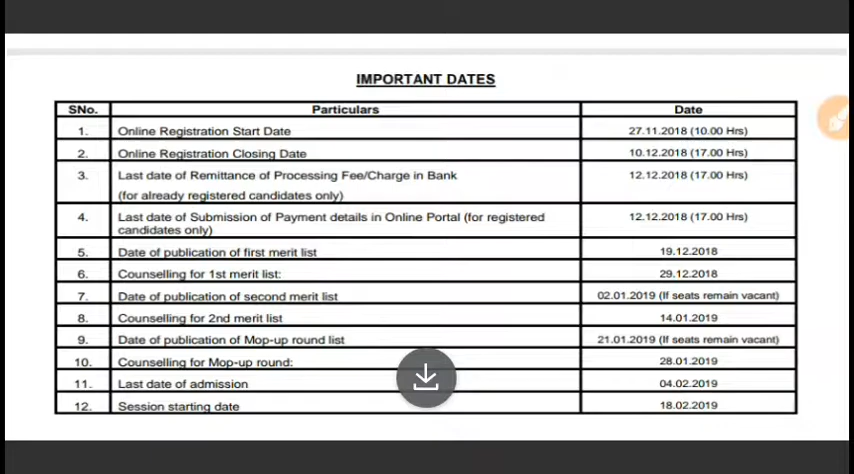 IMPORTANT DATES
SNo. Particulars Date
1. Online Registration Start Date 27.11.2018 (10.00 Hrs)
2. Online Registration Closing Date 10.12.2018 (17.00 Hrs)
3. Last date of Remittance of Processing Fee/Charge in Bank 12.12.2018 (17.00 Hrs)
(for already registered candidates only)
4. Last date of Submission of Payment details in Online Portal (for registered 12.12.2018 (17.00 Hrs)
candidates only)
5. Date of publication of first merit list 19.12.2018
6. Counselling for 1st merit list: 29.12.2018
7. Date of publication of second merit list 02.01.2019 (If seats remain vacant)
8. Counselling for 2nd merit list 14.01.2019
9. Date of publication of Mop-up round list 21.01.2019 (If seats remain vacant)
10. Counselling for Mop-up round: 28.01.2019
11. Last date of admission 04.02.2019
12. Session starting date 18.02.2019